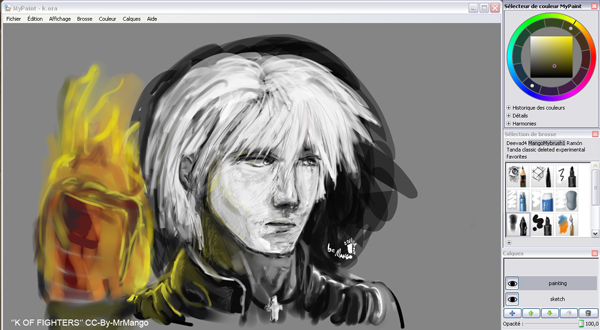 MyPaint - k.ora
Fichier Édition Affichage Brosse Couleur Calques Aide
Sélecteur de couleur MyPaint
Historique des couleurs
Détails
Harmonies
Sélection de brosse
Deevad4 MangoMybrush1 Ramón
Tanda classic deleted experimental
favorites
Calques
painting
sketch
Opacité : 100,0
"K OF FIGHTERS" CC-By-MrMango